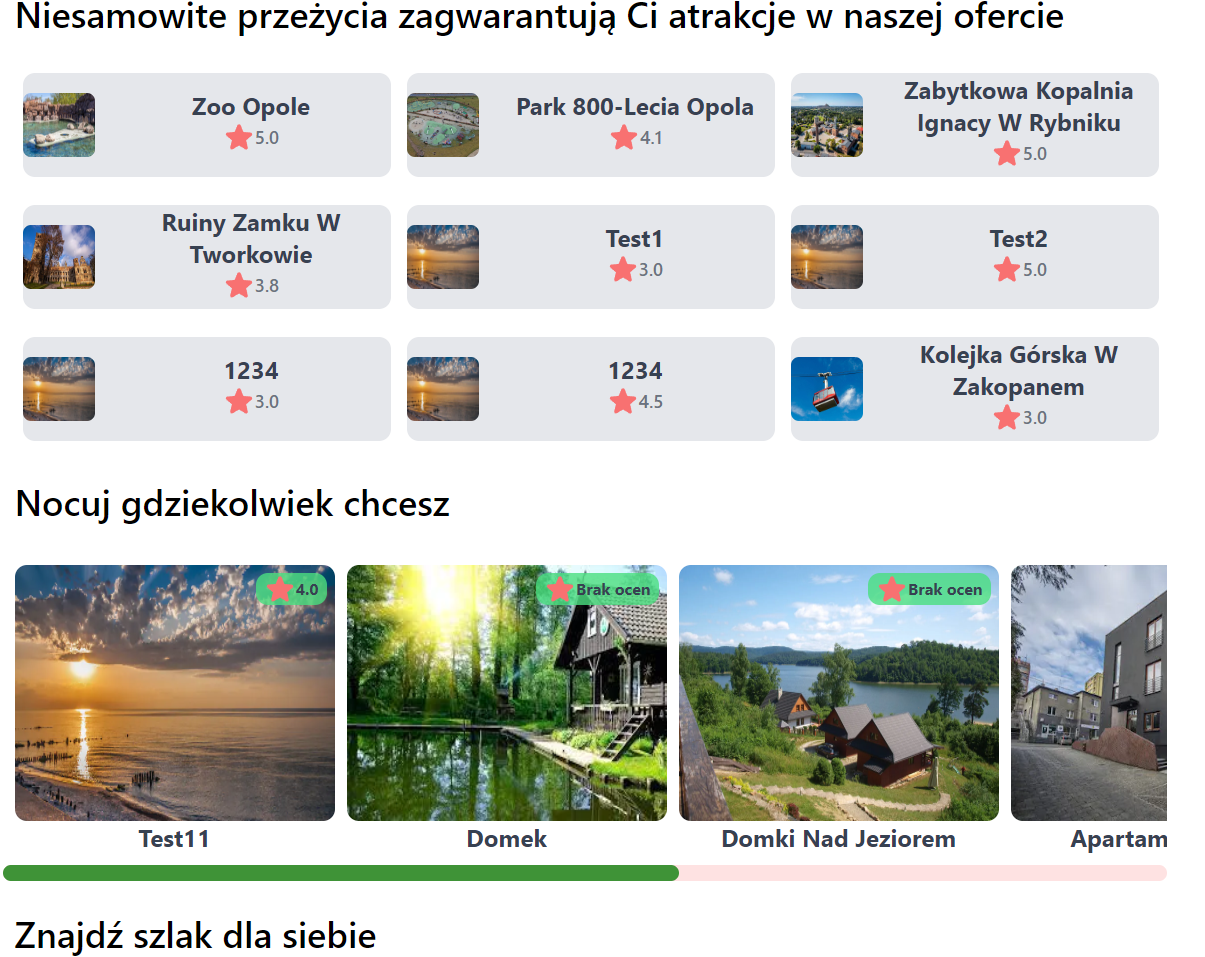 Niesamowite przeżycia zagwarantują Ci atrakcje w naszej ofercie
Zoo Opole
5.0
Park 800-Lecia Opola
4.1
Zabytkowa Kopalnia
Ignacy W Rybniku
5.0
Ruiny Zamku W
Tworkowie
3.8
Test1
3.0
Test2
5.0
1234
3.0
1234
4.5
Kolejka Górska W
Zakopanem
3.0
Nocuj gdziekolwiek chcesz
4.0
Brak ocen
Brak ocen
Test11
Domek
Domki Nad Jeziorem
Apartam
Znajdź szlak dla siebie